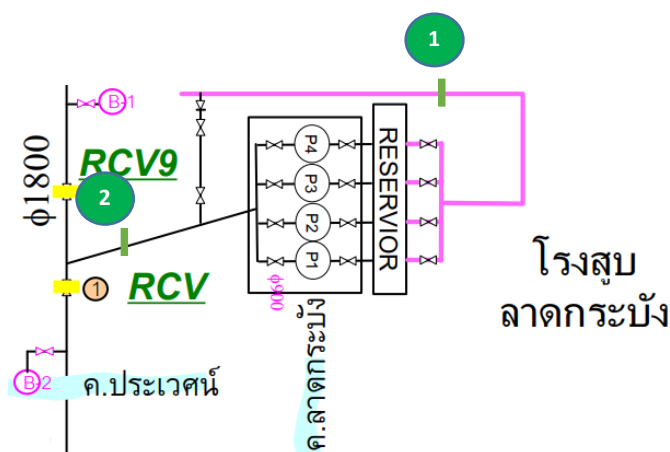 1
B-1
φ1800
RCV9
2
P4
P3
P2
P1
RESERVIOR
φ900
1
RCV
โรงสูบ
ลาดกระบัง
B-2
ค.ประเวศน์
ค.ลาดกระบัง